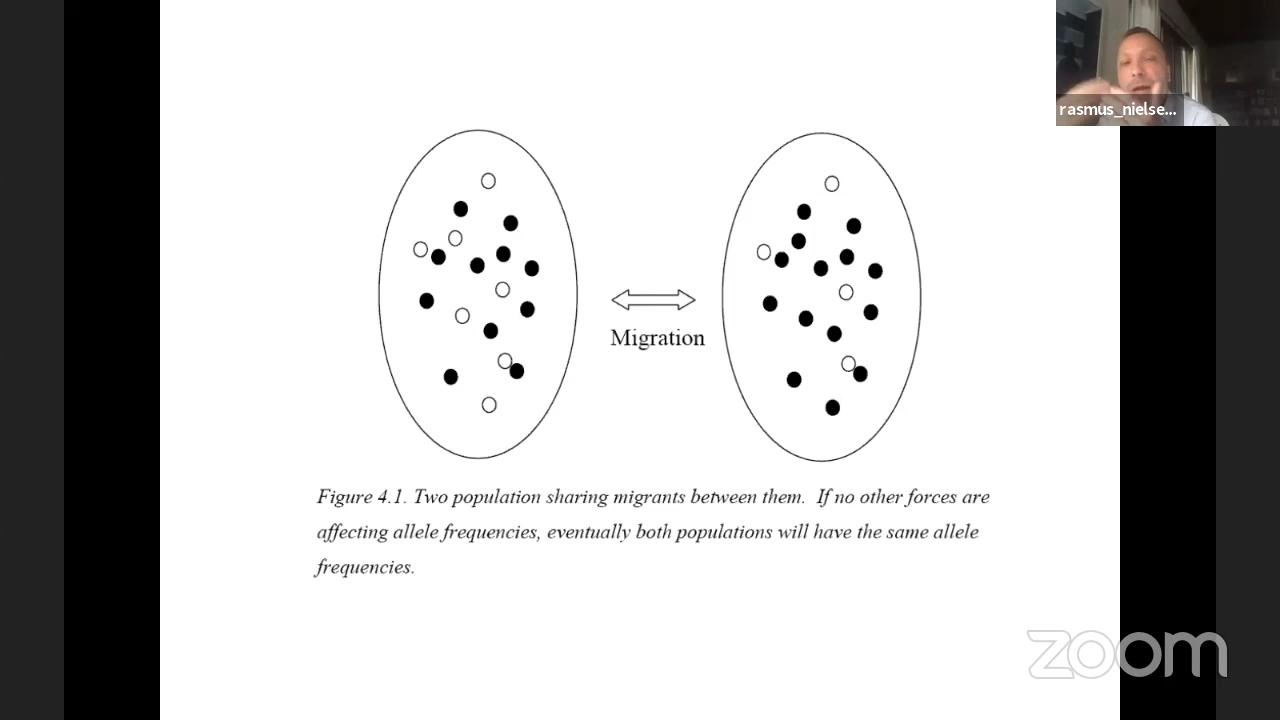 rasmus_nielse...
Migration
Figure 4.1. Two population sharing migrants between them. If no other forces are
affecting allele frequencies, eventually both populations will have the same allele
frequencies.
zoom